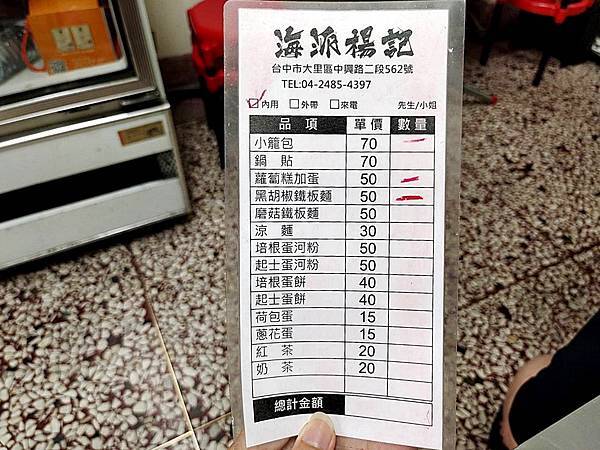 海派楊記
台中市大里區中興路二段562號
TEL:04-2485-4397
☑內用 □外帶 □來電 先生/小姐
品項 單價 數量
小籠包 70 一
鍋貼 70
蘿蔔糕加蛋 50 一
黑胡椒鐵板麵 50 一
磨菇鐵板麵 50
涼麵 30
培根蛋河粉 50
起士蛋河粉 50
培根蛋餅 40
起士蛋餅 40
荷包蛋 15
蔥花蛋 15
紅茶 20
奶茶 20
總計金額